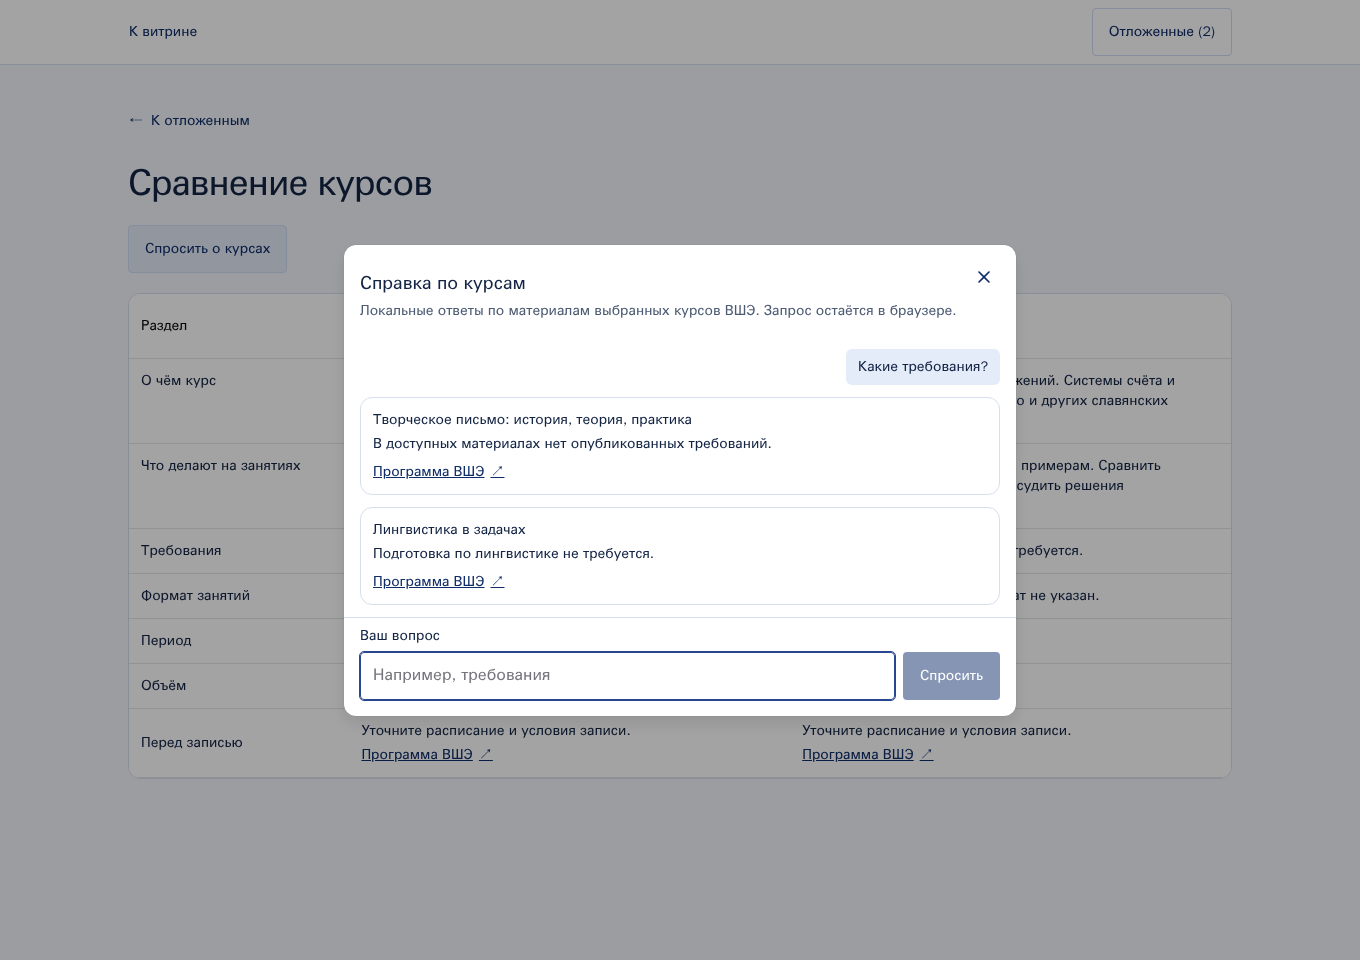 К витрине
Отложенные (2)
← К отложенным
Сравнение курсов
Спросить о курсах
Справка по курсам
Локальные ответы по материалам выбранных курсов ВШЭ. Запрос остаётся в браузере.
Какие требования?
Творческое письмо: история, теория, практика
В доступных материалах нет опубликованных требований.
Программа ВШЭ ↗
Лингвистика в задачах
Подготовка по лингвистике не требуется.
Программа ВШЭ ↗
Ваш вопрос
Например, требования
Спросить
Раздел
О чём курс
Системы счёта и
и других славянских
Что делают на занятиях
примерам. Сравнить
решения
Требования
требуется.
Формат занятий
не указан.
Период
Объём
Перед записью
Уточните расписание и условия записи.
Программа ВШЭ ↗
Уточните расписание и условия записи.
Программа ВШЭ ↗